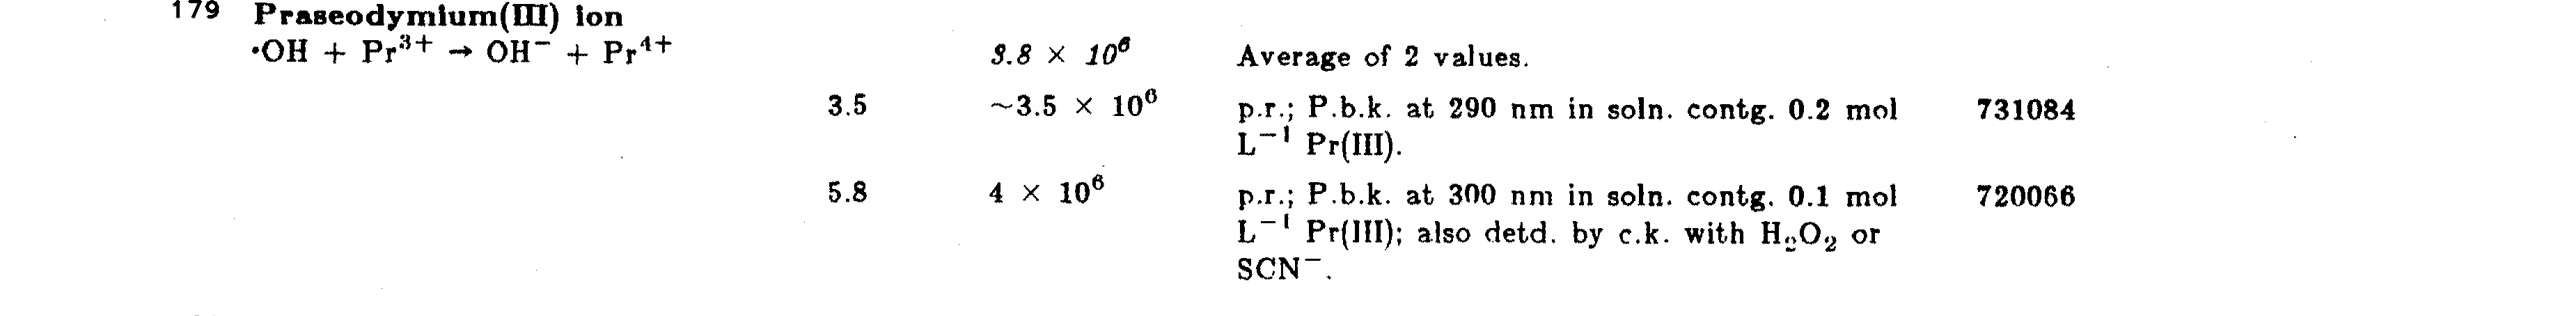 179 Praseodymium(III) ion
•OH + Pr³⁺ → OH⁻ + Pr⁴⁺ 3.8 × 10⁶ Average of 2 values.
3.5 ~3.5 × 10⁶ p.r.; P.b.k. at 290 nm in soln. contg. 0.2 mol 731084
L⁻¹ Pr(III).
5.8 4 × 10⁶ p.r.; P.b.k. at 300 nm in soln. contg. 0.1 mol 720066
L⁻¹ Pr(III); also detd. by c.k. with H₂O₂ or
SCN⁻.